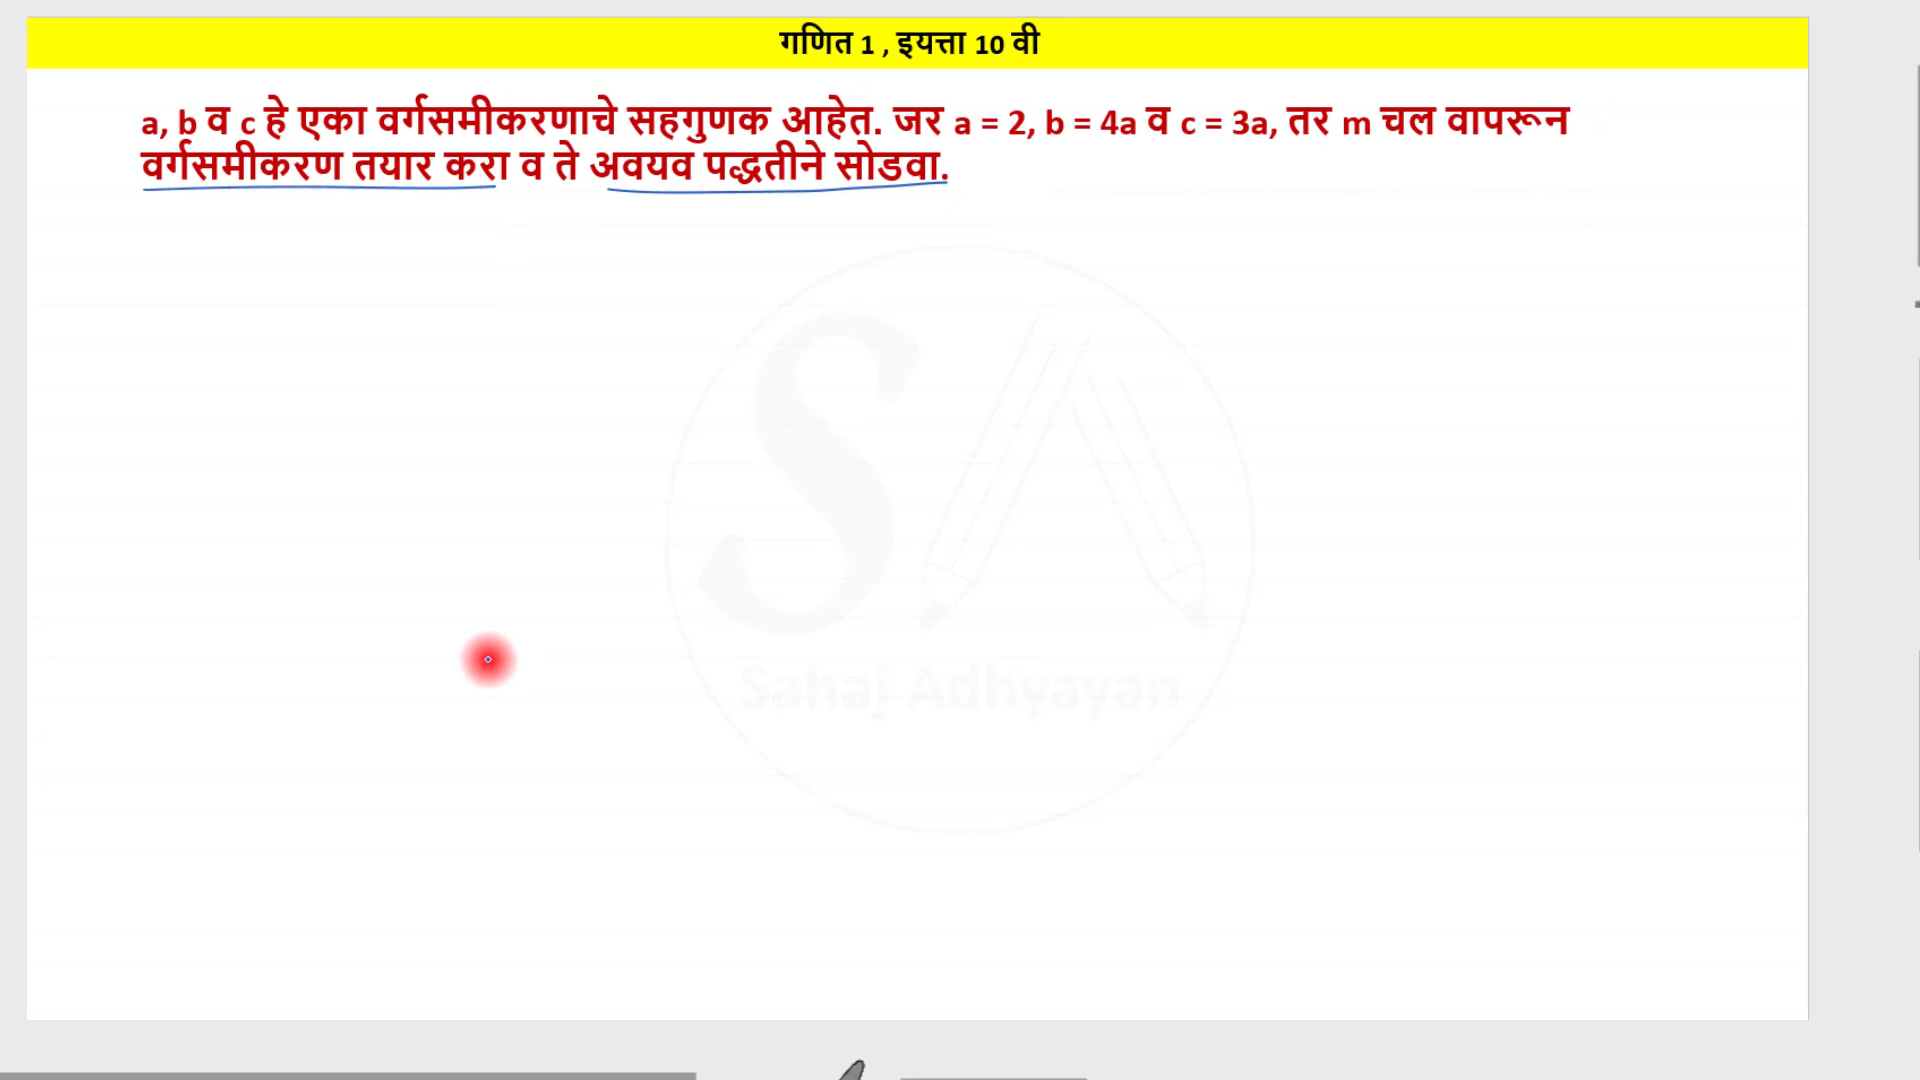 गणित 1 , इयत्ता 10 वी
a, b व c हे एका वर्गसमीकरणाचे सहगुणक आहेत. जर a = 2, b = 4a व c = 3a, तर m चल वापरून
वर्गसमीकरण तयार करा व ते अवयव पद्धतीने सोडवा.
Sahaj Adhyayan